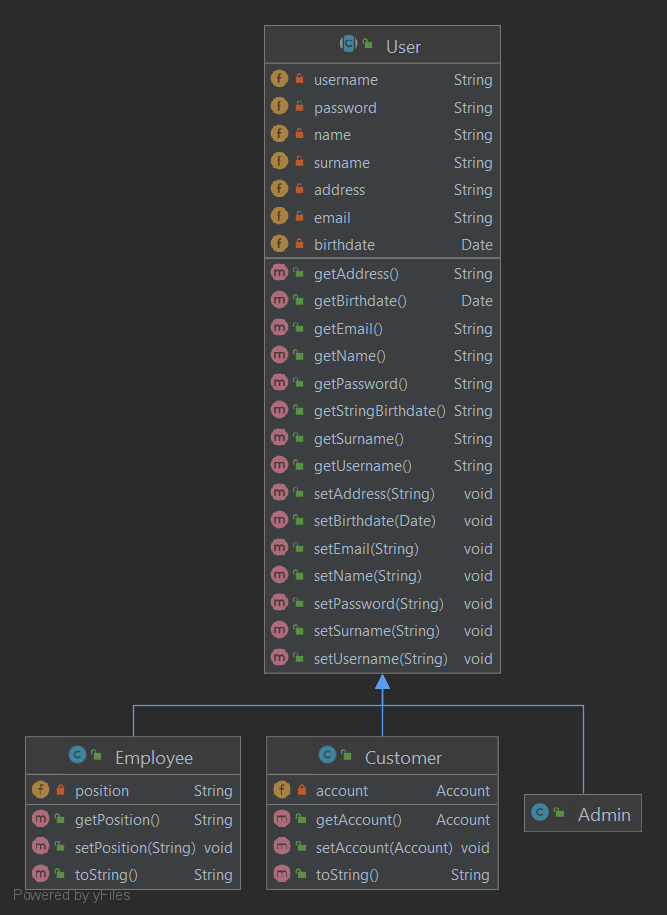 User
username String
password String
name String
surname String
address String
email String
birthdate Date
getAddress() String
getBirthdate() Date
getEmail() String
getName() String
getPassword() String
getStringBirthdate() String
getSurname() String
getUsername() String
setAddress(String) void
setBirthdate(Date) void
setEmail(String) void
setName(String) void
setPassword(String) void
setSurname(String) void
setUsername(String) void
Employee
position String
getPosition() String
setPosition(String) void
toString() String
Customer
account Account
getAccount() Account
setAccount(Account) void
toString() String
Admin
Powered by yFiles